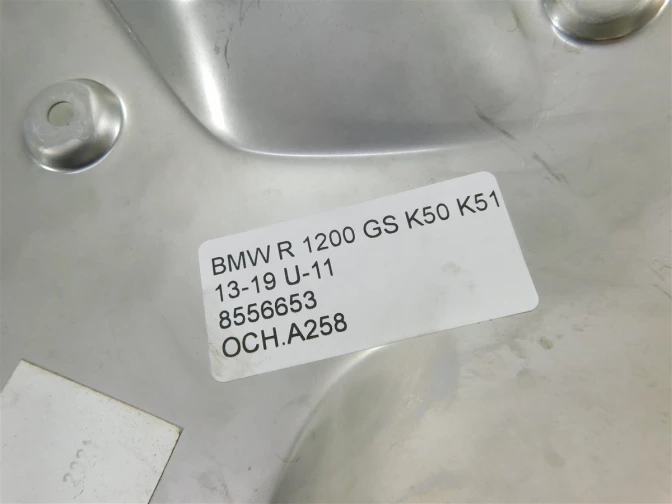 BMW R 1200 GS K50 K51
13-19 U-11
8556653
OCH.A258